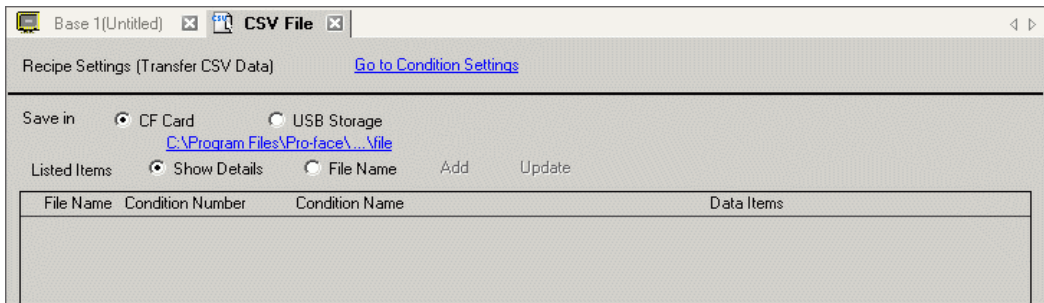 Base 1(Untitled) CSV File
Recipe Settings (Transfer CSV Data) Go to Condition Settings
Save in CF Card USB Storage
C:\Program Files\Pro-face\...\file
Listed Items Show Details File Name Add Update
File Name Condition Number Condition Name Data Items